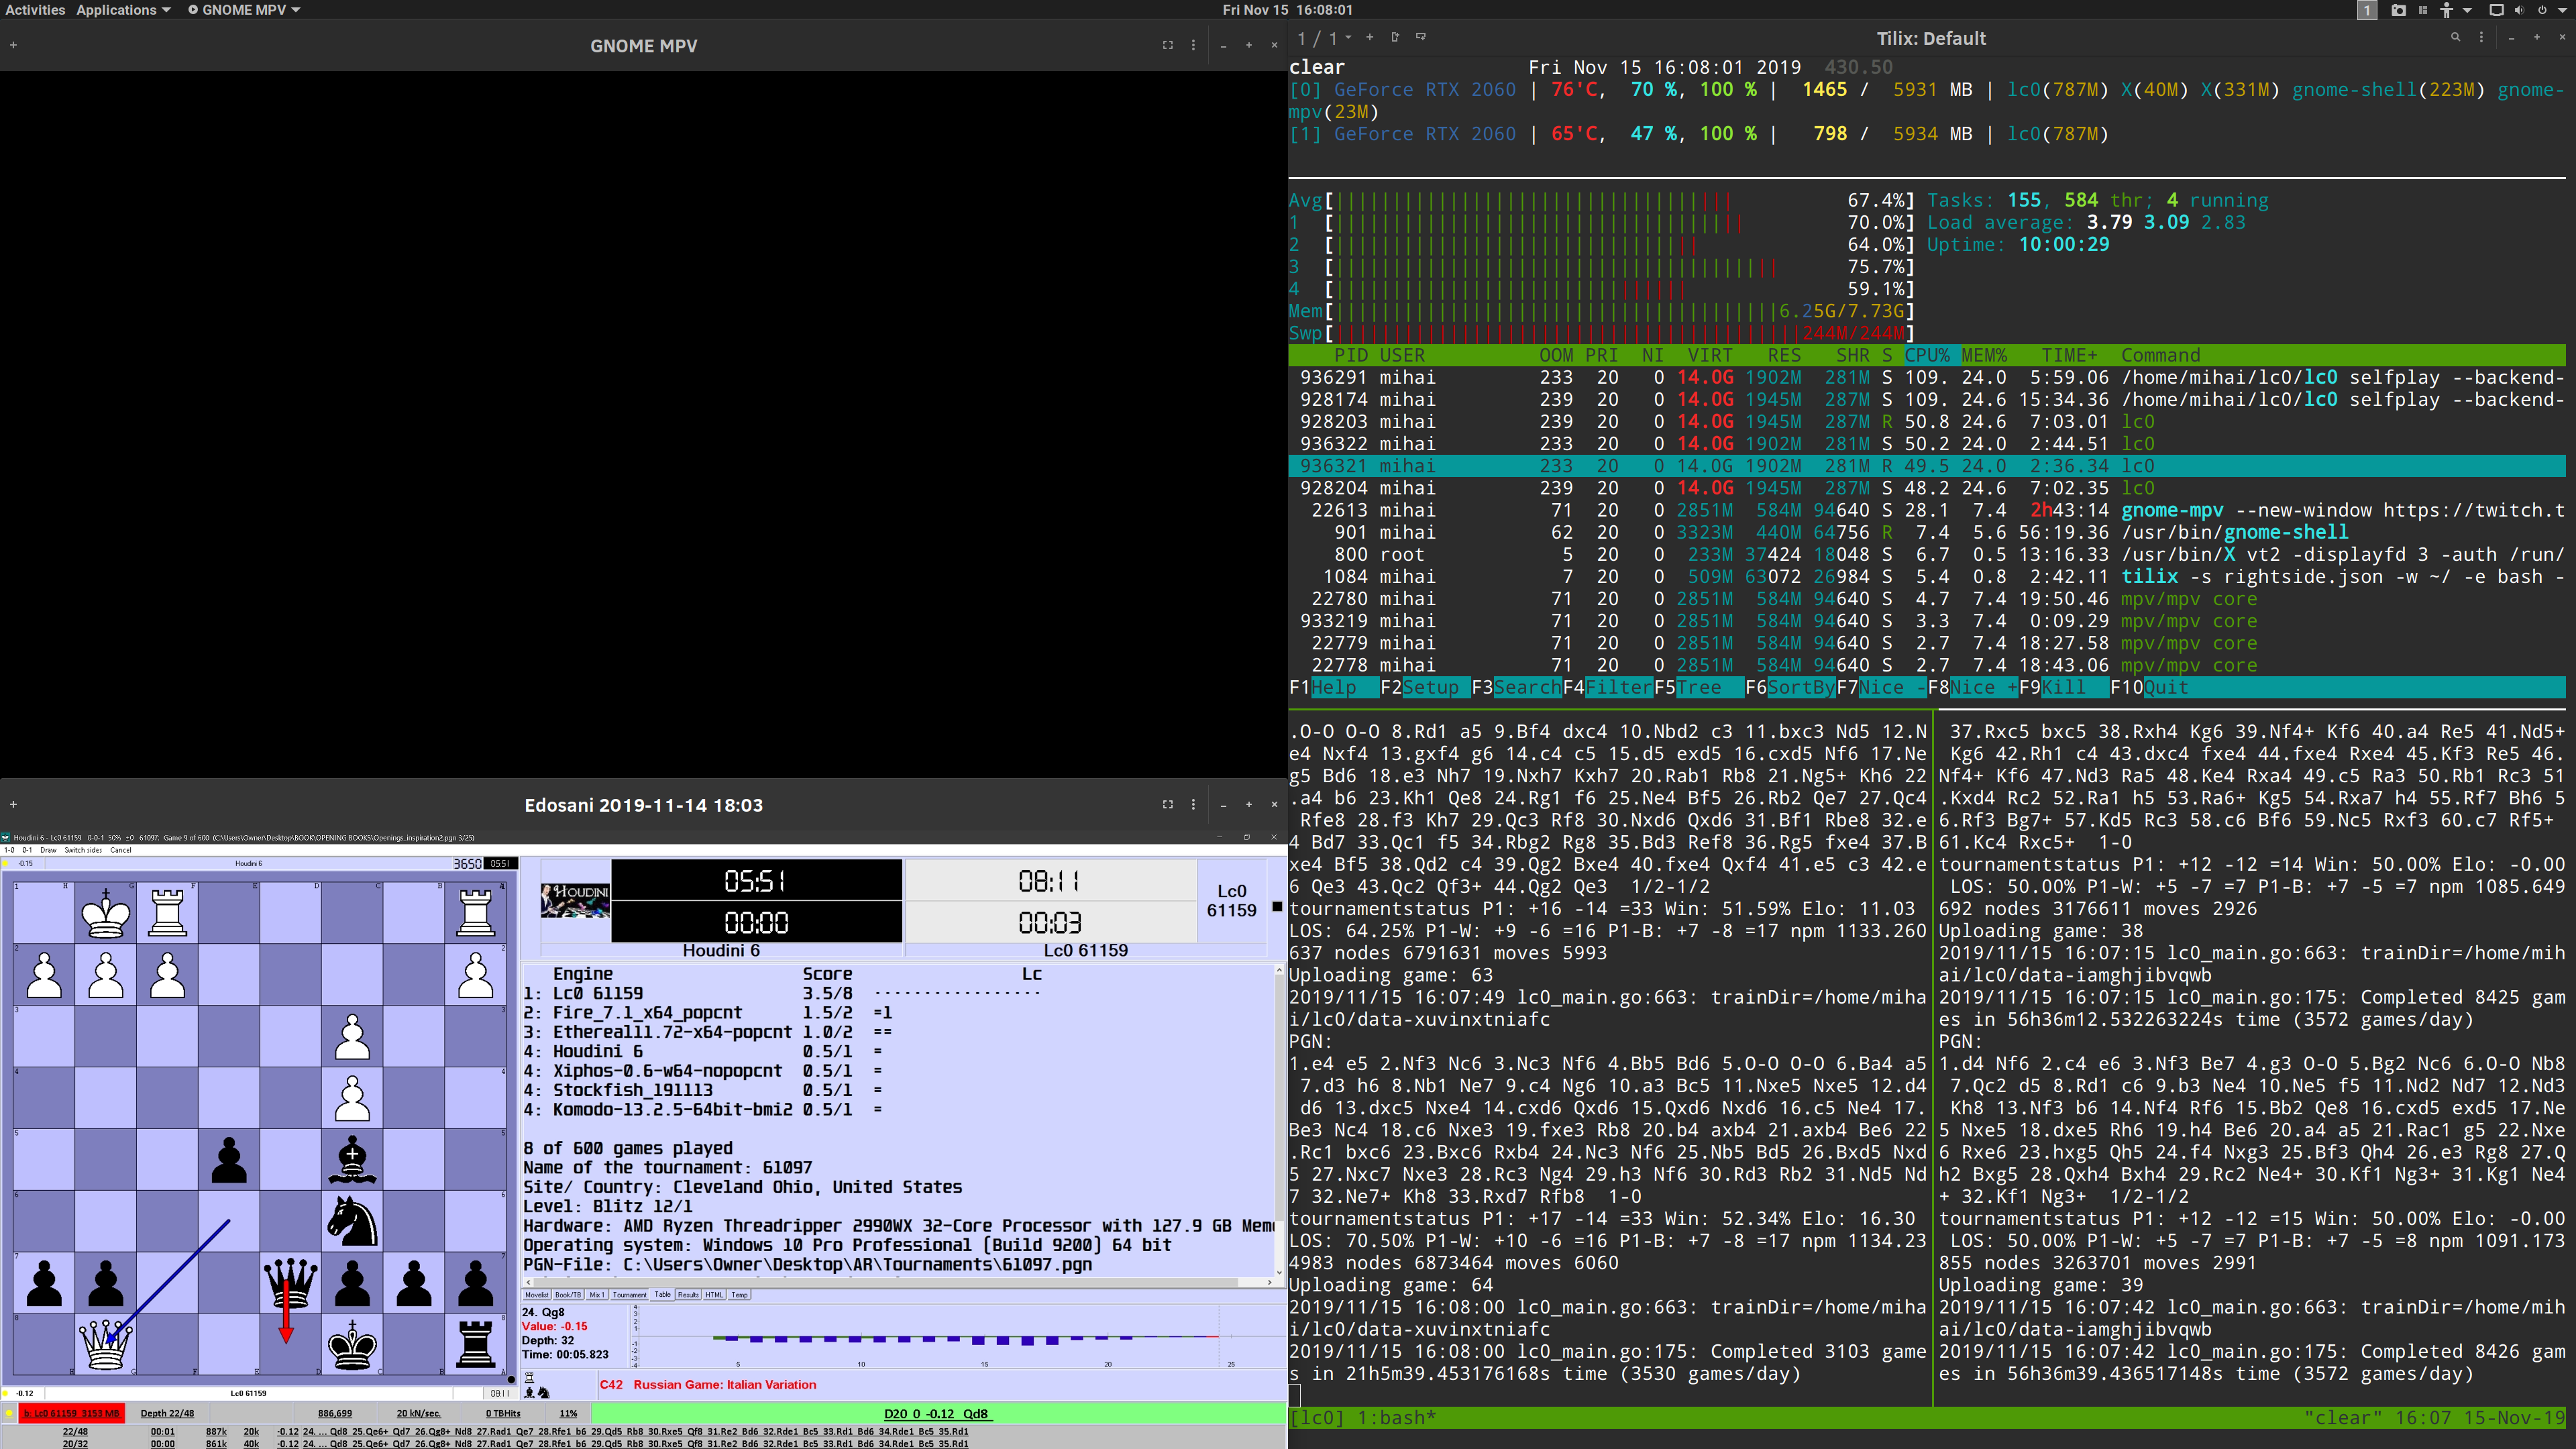 Activities Applications GNOME MPV Fri Nov 15 16:08:01 1
GNOME MPV
1 / 1 Tilix: Default
clear Fri Nov 15 16:08:01 2019 430.50
[0] GeForce RTX 2060 | 76'C, 70 %, 100 % | 1465 / 5931 MB | lc0(787M) X(40M) X(331M) gnome-shell(223M) gnome-
mpv(23M)
[1] GeForce RTX 2060 | 65'C, 47 %, 100 % | 798 / 5934 MB | lc0(787M)
Avg[ 67.4%] Tasks: 155, 584 thr; 4 running
1 [ 70.0%] Load average: 3.79 3.09 2.83
2 [ 64.0%] Uptime: 10:00:29
3 [ 75.7%]
4 [ 59.1%]
Mem[ 6.25G/7.73G]
Swp[ 244M/244M]
PID USER OOM PRI NI VIRT RES SHR S CPU% MEM% TIME+ Command
936291 mihai 233 20 0 14.0G 1902M 281M S 109. 24.0 5:59.06 /home/mihai/lc0/lc0 selfplay --backend-
928174 mihai 239 20 0 14.0G 1945M 287M S 109. 24.6 15:34.36 /home/mihai/lc0/lc0 selfplay --backend-
928203 mihai 239 20 0 14.0G 1945M 287M R 50.8 24.6 7:03.01 lc0
936322 mihai 233 20 0 14.0G 1902M 281M S 50.2 24.0 2:44.51 lc0
936321 mihai 233 20 0 14.0G 1902M 281M R 49.5 24.0 2:36.34 lc0
928204 mihai 239 20 0 14.0G 1945M 287M S 48.2 24.6 7:02.35 lc0
22613 mihai 71 20 0 2851M 584M 94640 S 28.1 7.4 2h43:14 gnome-mpv --new-window https://twitch.t
901 mihai 62 20 0 3323M 440M 64756 R 7.4 5.6 56:19.36 /usr/bin/gnome-shell
800 root 5 20 0 233M 37424 18048 S 6.7 0.5 13:16.33 /usr/bin/X vt2 -displayfd 3 -auth /run/
1084 mihai 7 20 0 509M 63072 26984 S 5.4 0.8 2:42.11 tilix -s rightside.json -w ~/ -e bash -
22780 mihai 71 20 0 2851M 584M 94640 S 4.7 7.4 19:50.46 mpv/mpv core
933219 mihai 71 20 0 2851M 584M 94640 S 3.3 7.4 0:09.29 mpv/mpv core
22779 mihai 71 20 0 2851M 584M 94640 S 2.7 7.4 18:27.58 mpv/mpv core
22778 mihai 71 20 0 2851M 584M 94640 S 2.7 7.4 18:43.06 mpv/mpv core
F1Help F2Setup F3SearchF4FilterF5Tree F6SortByF7Nice -F8Nice +F9Kill F10Quit
.O-O O-O 8.Rd1 a5 9.Bf4 dxc4 10.Nbd2 c3 11.bxc3 Nd5 12.N
e4 Nxf4 13.gxf4 g6 14.c4 c5 15.d5 exd5 16.cxd5 Nf6 17.Ne
g5 Bd6 18.e3 Nh7 19.Nxh7 Kxh7 20.Rab1 Rb8 21.Ng5+ Kh6 22
.a4 b6 23.Kh1 Qe8 24.Rg1 f6 25.Ne4 Bf5 26.Rb2 Qe7 27.Qc4
Rfe8 28.f3 Kh7 29.Qc3 Rf8 30.Nxd6 Qxd6 31.Bf1 Rbe8 32.e
4 Bd7 33.Qc1 f5 34.Rbg2 Rg8 35.Bd3 Ref8 36.Rg5 fxe4 37.B
xe4 Bf5 38.Qd2 c4 39.Qg2 Bxe4 40.fxe4 Qxf4 41.e5 c3 42.e
6 Qe3 43.Qc2 Qf3+ 44.Qg2 Qe3 1/2-1/2
tournamentstatus P1: +16 -14 =33 Win: 51.59% Elo: 11.03
LOS: 64.25% P1-W: +9 -6 =16 P1-B: +7 -8 =17 npm 1133.260
637 nodes 6791631 moves 5993
Uploading game: 63
2019/11/15 16:07:49 lc0_main.go:663: trainDir=/home/miha
i/lc0/data-xuvinxtniafc
PGN:
1.e4 e5 2.Nf3 Nc6 3.Nc3 Nf6 4.Bb5 Bd6 5.O-O O-O 6.Ba4 a5
7.d3 h6 8.Nb1 Ne7 9.c4 Ng6 10.a3 Bc5 11.Nxe5 Nxe5 12.d4
d6 13.dxc5 Nxe4 14.cxd6 Qxd6 15.Qxd6 Nxd6 16.c5 Ne4 17.
Be3 Nc4 18.c6 Nxe3 19.fxe3 Rb8 20.b4 axb4 21.axb4 Be6 22
.Rc1 bxc6 23.Bxc6 Rxb4 24.Nc3 Nf6 25.Nb5 Bd5 26.Bxd5 Nxd
5 27.Nxc7 Nxe3 28.Rc3 Ng4 29.h3 Nf6 30.Rd3 Rb2 31.Nd5 Nd
7 32.Ne7+ Kh8 33.Rxd7 Rfb8 1-0
tournamentstatus P1: +17 -14 =33 Win: 52.34% Elo: 16.30
LOS: 70.50% P1-W: +10 -6 =16 P1-B: +7 -8 =17 npm 1134.23
4983 nodes 6873464 moves 6060
Uploading game: 64
2019/11/15 16:08:00 lc0_main.go:663: trainDir=/home/miha
i/lc0/data-xuvinxtniafc
2019/11/15 16:08:00 lc0_main.go:175: Completed 3103 game
s in 21h5m39.453176168s time (3530 games/day)
37.Rxc5 bxc5 38.Rxh4 Kg6 39.Nf4+ Kf6 40.a4 Re5 41.Nd5+
Kg6 42.Rh1 c4 43.dxc4 fxe4 44.fxe4 Rxe4 45.Kf3 Re5 46.
Nf4+ Kf6 47.Nd3 Ra5 48.Ke4 Rxa4 49.c5 Ra3 50.Rb1 Rc3 51
.Kxd4 Rc2 52.Ra1 h5 53.Ra6+ Kg5 54.Rxa7 h4 55.Rf7 Bh6 5
6.Rf3 Bg7+ 57.Kd5 Rc3 58.c6 Bf6 59.Nc5 Rxf3 60.c7 Rf5+
61.Kc4 Rxc5+ 1-0
tournamentstatus P1: +12 -12 =14 Win: 50.00% Elo: -0.00
LOS: 50.00% P1-W: +5 -7 =7 P1-B: +7 -5 =7 npm 1085.649
692 nodes 3176611 moves 2926
Uploading game: 38
2019/11/15 16:07:15 lc0_main.go:663: trainDir=/home/mih
ai/lc0/data-iamghjibvqwb
2019/11/15 16:07:15 lc0_main.go:175: Completed 8425 gam
es in 56h36m12.532263224s time (3572 games/day)
PGN:
1.d4 Nf6 2.c4 e6 3.Nf3 Be7 4.g3 O-O 5.Bg2 Nc6 6.O-O Nb8
7.Qc2 d5 8.Rd1 c6 9.b3 Ne4 10.Ne5 f5 11.Nd2 Nd7 12.Nd3
Kh8 13.Nf3 b6 14.Nf4 Rf6 15.Bb2 Qe8 16.cxd5 exd5 17.Ne
5 Nxe5 18.dxe5 Rh6 19.h4 Be6 20.a4 a5 21.Rac1 g5 22.Nxe
6 Rxe6 23.hxg5 Qh5 24.f4 Nxg3 25.Bf3 Qh4 26.e3 Rg8 27.Q
h2 Bxg5 28.Qxh4 Bxh4 29.Rc2 Ne4+ 30.Kf1 Ng3+ 31.Kg1 Ne4
+ 32.Kf1 Ng3+ 1/2-1/2
tournamentstatus P1: +12 -12 =15 Win: 50.00% Elo: -0.00
LOS: 50.00% P1-W: +5 -7 =7 P1-B: +7 -5 =8 npm 1091.173
855 nodes 3263701 moves 2991
Uploading game: 39
2019/11/15 16:07:42 lc0_main.go:663: trainDir=/home/mih
ai/lc0/data-iamghjibvqwb
2019/11/15 16:07:42 lc0_main.go:175: Completed 8426 gam
es in 56h36m39.436517148s time (3572 games/day)
[lc0] 1:bash* "clear" 16:07 15-Nov-19
Edosani 2019-11-14 18:03
Houdini 6 - Lc0 61159 0-0-1 50% ±0 61097: Game 9 of 600 (C:\Users\Owner\Desktop\BOOK\OPENING BOOKS\Openings_inspiration2.pgn 3/25)
1-0 0-1 Draw Switch sides Cancel
-0.15 Houdini 6 3650 05:51
HOUDINI 05:51 08:11 Lc0
00:00 00:03 61159
Houdini 6 Lc0 61159
Engine Score Lc
1: Lc0 61159 3.5/8 - - - - - - - - - - - - - - - - -
2: Fire_7.1_x64_popcnt 1.5/2 =1
3: Ethereal11.72-x64-popcnt 1.0/2 ==
4: Houdini 6 0.5/1 =
4: Xiphos-0.6-w64-nopopcnt 0.5/1 =
4: Stockfish_191113 0.5/1 =
4: Komodo-13.2.5-64bit-bmi2 0.5/1 =
8 of 600 games played
Name of the tournament: 61097
Site/ Country: Cleveland Ohio, United States
Level: Blitz 12/1
Hardware: AMD Ryzen Threadripper 2990WX 32-Core Processor with 127.9 GB Mem
Operating system: Windows 10 Pro Professional (Build 9200) 64 bit
PGN-File: C:\Users\Owner\Desktop\AR\Tournaments\61097.pgn
Movelist Book/TB Mix 1 Tournament Table Results HTML Temp
24. Qg8
Value: -0.15
Depth: 32
Time: 00:05.823
5 10 15 20 25
C42 Russian Game: Italian Variation
-0.12 Lc0 61159 08:11
b: Lc0 61159 3153 MB Depth 22/48 886,699 20 kN/sec. 0 TBHits 11% D20 0 -0.12 Qd8
22/48 00:01 887k 20k -0.12 24. ... Qd8 25.Qe6+ Qd7 26.Qg8+ Nd8 27.Rad1 Qe7 28.Rfe1 b6 29.Qd5 Rb8 30.Rxe5 Qf8 31.Re2 Bd6 32.Rde1 Bc5 33.Rd1 Bd6 34.Rde1 Bc5 35.Rd1
20/32 00:00 861k 40k -0.12 24. ... Qd8 25.Qe6+ Qd7 26.Qg8+ Nd8 27.Rad1 Qe7 28.Rfe1 b6 29.Qd5 Rb8 30.Rxe5 Qf8 31.Re2 Bd6 32.Rde1 Bc5 33.Rd1 Bd6 34.Rde1 Bc5 35.Rd1